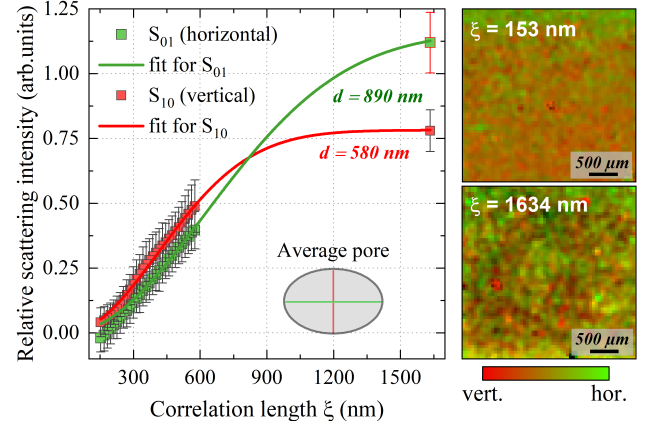 Relative scattering intensity (arb.units)
1.25
1.00
0.75
0.50
0.25
0.00
S₀₁ (horizontal)
fit for S₀₁
S₁₀ (vertical)
fit for S₁₀
d = 890 nm
d = 580 nm
Average pore
300
600
900
1200
1500
Correlation length ξ (nm)
ξ = 153 nm
500 μm
ξ = 1634 nm
500 μm
vert.
hor.